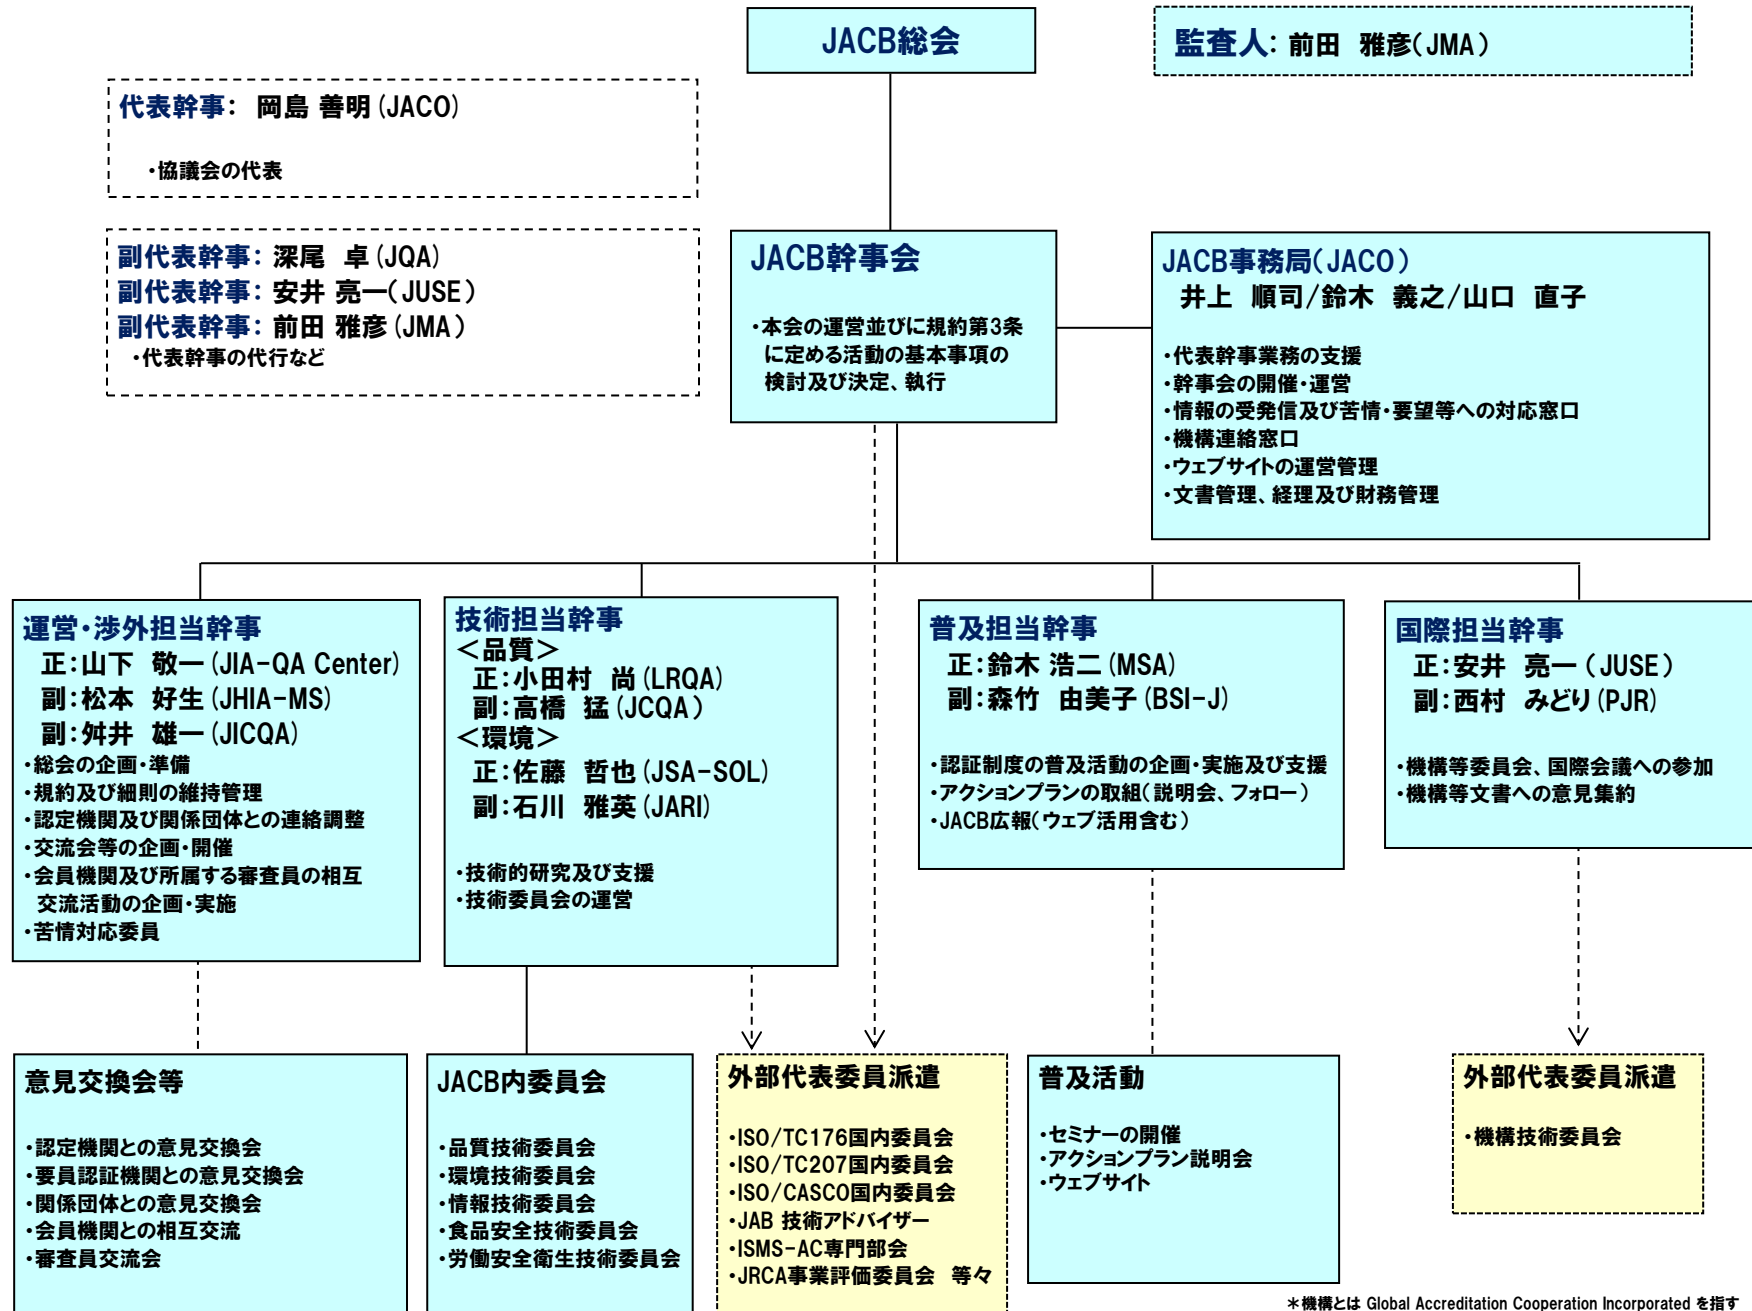 JACB総会
監査人: 前田 雅彦(JMA)
代表幹事: 岡島 善明(JACO)
・協議会の代表
副代表幹事: 深尾 卓(JQA)
副代表幹事: 安井 亮一(JUSE)
副代表幹事: 前田 雅彦(JMA)
・代表幹事の代行など
JACB幹事会
・本会の運営並びに規約第3条
に定める活動の基本事項の
検討及び決定、執行
JACB事務局(JACO)
井上 順司/鈴木 義之/山口 直子
・代表幹事業務の支援
・幹事会の開催・運営
・情報の受発信及び苦情・要望等への対応窓口
・機構連絡窓口
・ウェブサイトの運営管理
・文書管理、経理及び財務管理
運営・渉外担当幹事
正:山下 敬一(JIA-QA Center)
副:松本 好生(JHIA-MS)
副:舛井 雄一(JICQA)
・総会の企画・準備
・規約及び細則の維持管理
・認定機関及び関係団体との連絡調整
・交流会等の企画・開催
・会員機関及び所属する審査員の相互
交流活動の企画・実施
・苦情対応委員
技術担当幹事
<品質>
正:小田村 尚(LRQA)
副:高橋 猛(JCQA)
<環境>
正:佐藤 哲也(JSA-SOL)
副:石川 雅英(JARI)
・技術的研究及び支援
・技術委員会の運営
普及担当幹事
正:鈴木 浩二(MSA)
副:森竹 由美子(BSI-J)
・認証制度の普及活動の企画・実施及び支援
・アクションプランの取組(説明会、フォロー)
・JACB広報(ウェブ活用含む)
国際担当幹事
正:安井 亮一(JUSE)
副:西村 みどり(PJR)
・機構等委員会、国際会議への参加
・機構等文書への意見集約
意見交換会等
・認定機関との意見交換会
・要員認証機関との意見交換会
・関係団体との意見交換会
・会員機関との相互交流
・審査員交流会
JACB内委員会
・品質技術委員会
・環境技術委員会
・情報技術委員会
・食品安全技術委員会
・労働安全衛生技術委員会
外部代表委員派遣
・ISO/TC176国内委員会
・ISO/TC207国内委員会
・ISO/CASCO国内委員会
・JAB 技術アドバイザー
・ISMS-AC専門部会
・JRCA事業評価委員会 等々
普及活動
・セミナーの開催
・アクションプラン説明会
・ウェブサイト
外部代表委員派遣
・機構技術委員会
*機構とは Global Accreditation Cooperation Incorporated を指す